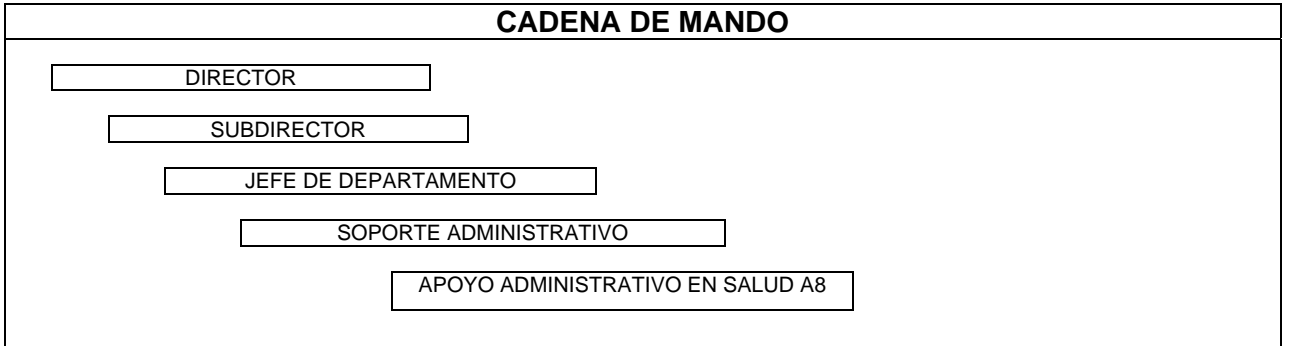 CADENA DE MANDO
DIRECTOR
SUBDIRECTOR
JEFE DE DEPARTAMENTO
SOPORTE ADMINISTRATIVO
APOYO ADMINISTRATIVO EN SALUD A8